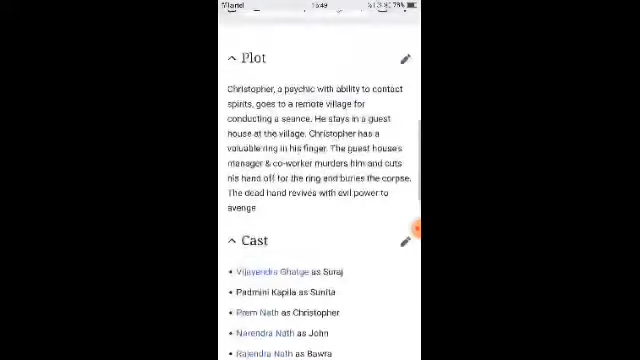 16:49
Plot
Christopher, a psychic with ability to contact
spirits, goes to a remote village for
conducting a seance. He stays in a guest
house at the village. Christopher has a
valuable ring in his finger. The guest house's
manager & co-worker murders him and cuts
his hand off for the ring and buries the corpse.
The dead hand revives with evil power to
avenge
Cast
• Vijayendra Ghatge as Suraj
• Padmini Kapila as Sunita
• Prem Nath as Christopher
• Narendra Nath as John
• Rajendra Nath as Bawra